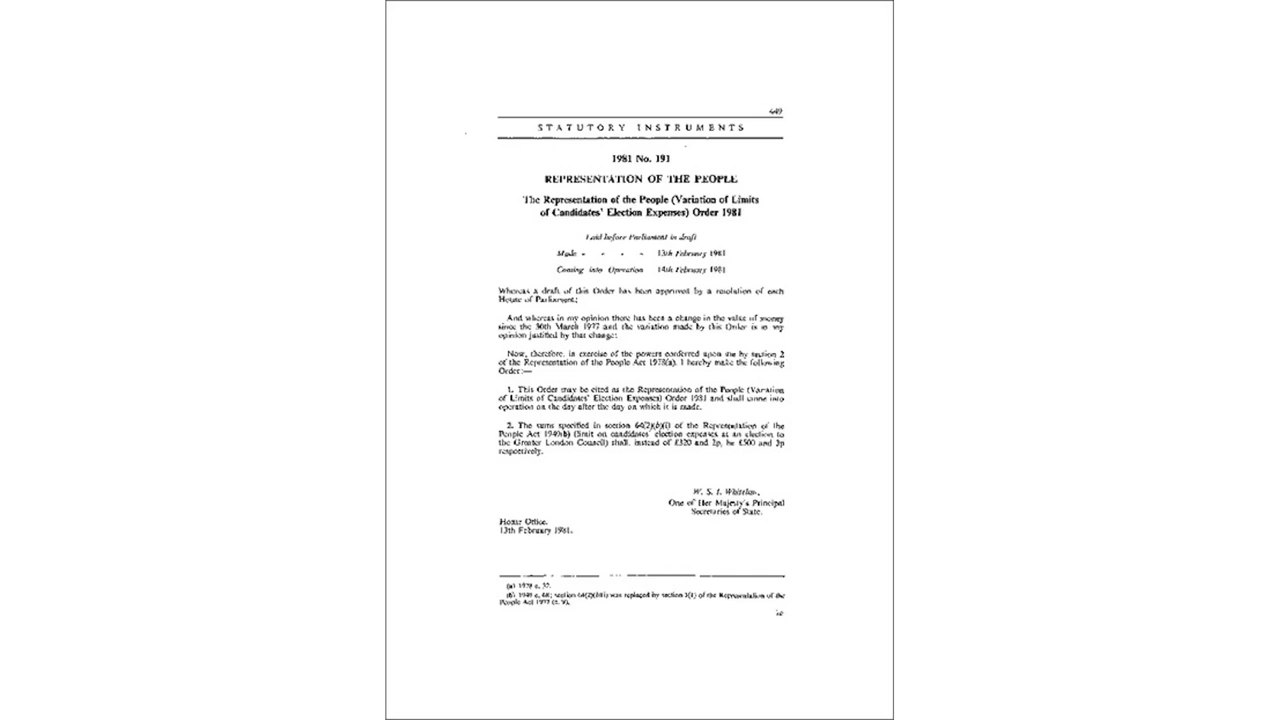 449
STATUTORY INSTRUMENTS
1981 No. 191
REPRESENTATION OF THE PEOPLE
The Representation of the People (Variation of Limits
of Candidates' Election Expenses) Order 1981
Laid before Parliament in draft
Made - - - - 13th February 1981
Coming into Operation 14th February 1981
Whereas a draft of this Order has been approved by a resolution of each
House of Parliament;
And whereas in my opinion there has been a change in the value of money
since the 30th March 1977 and the variation made by this Order is in my
opinion justified by that change:
Now, therefore, in exercise of the powers conferred upon me by section 2
of the Representation of the People Act 1978(a), I hereby make the following
Order:—
1. This Order may be cited as the Representation of the People (Variation
of Limits of Candidates' Election Expenses) Order 1981 and shall come into
operation on the day after the day on which it is made.
2. The sums specified in section 64(2)(b)(i) of the Representation of the
People Act 1949(b) (limit on candidates' election expenses at an election to
the Greater London Council) shall, instead of £320 and 2p, be £500 and 3p
respectively.
W. S. I. Whitelaw,
One of Her Majesty's Principal
Secretaries of State.
Home Office.
13th February 1981.
(a) 1978 c. 32.
(b) 1949 c. 68; section 64(2)(b)(i) was replaced by section 1(1) of the Representation of the
People Act 1977 (c. 9).